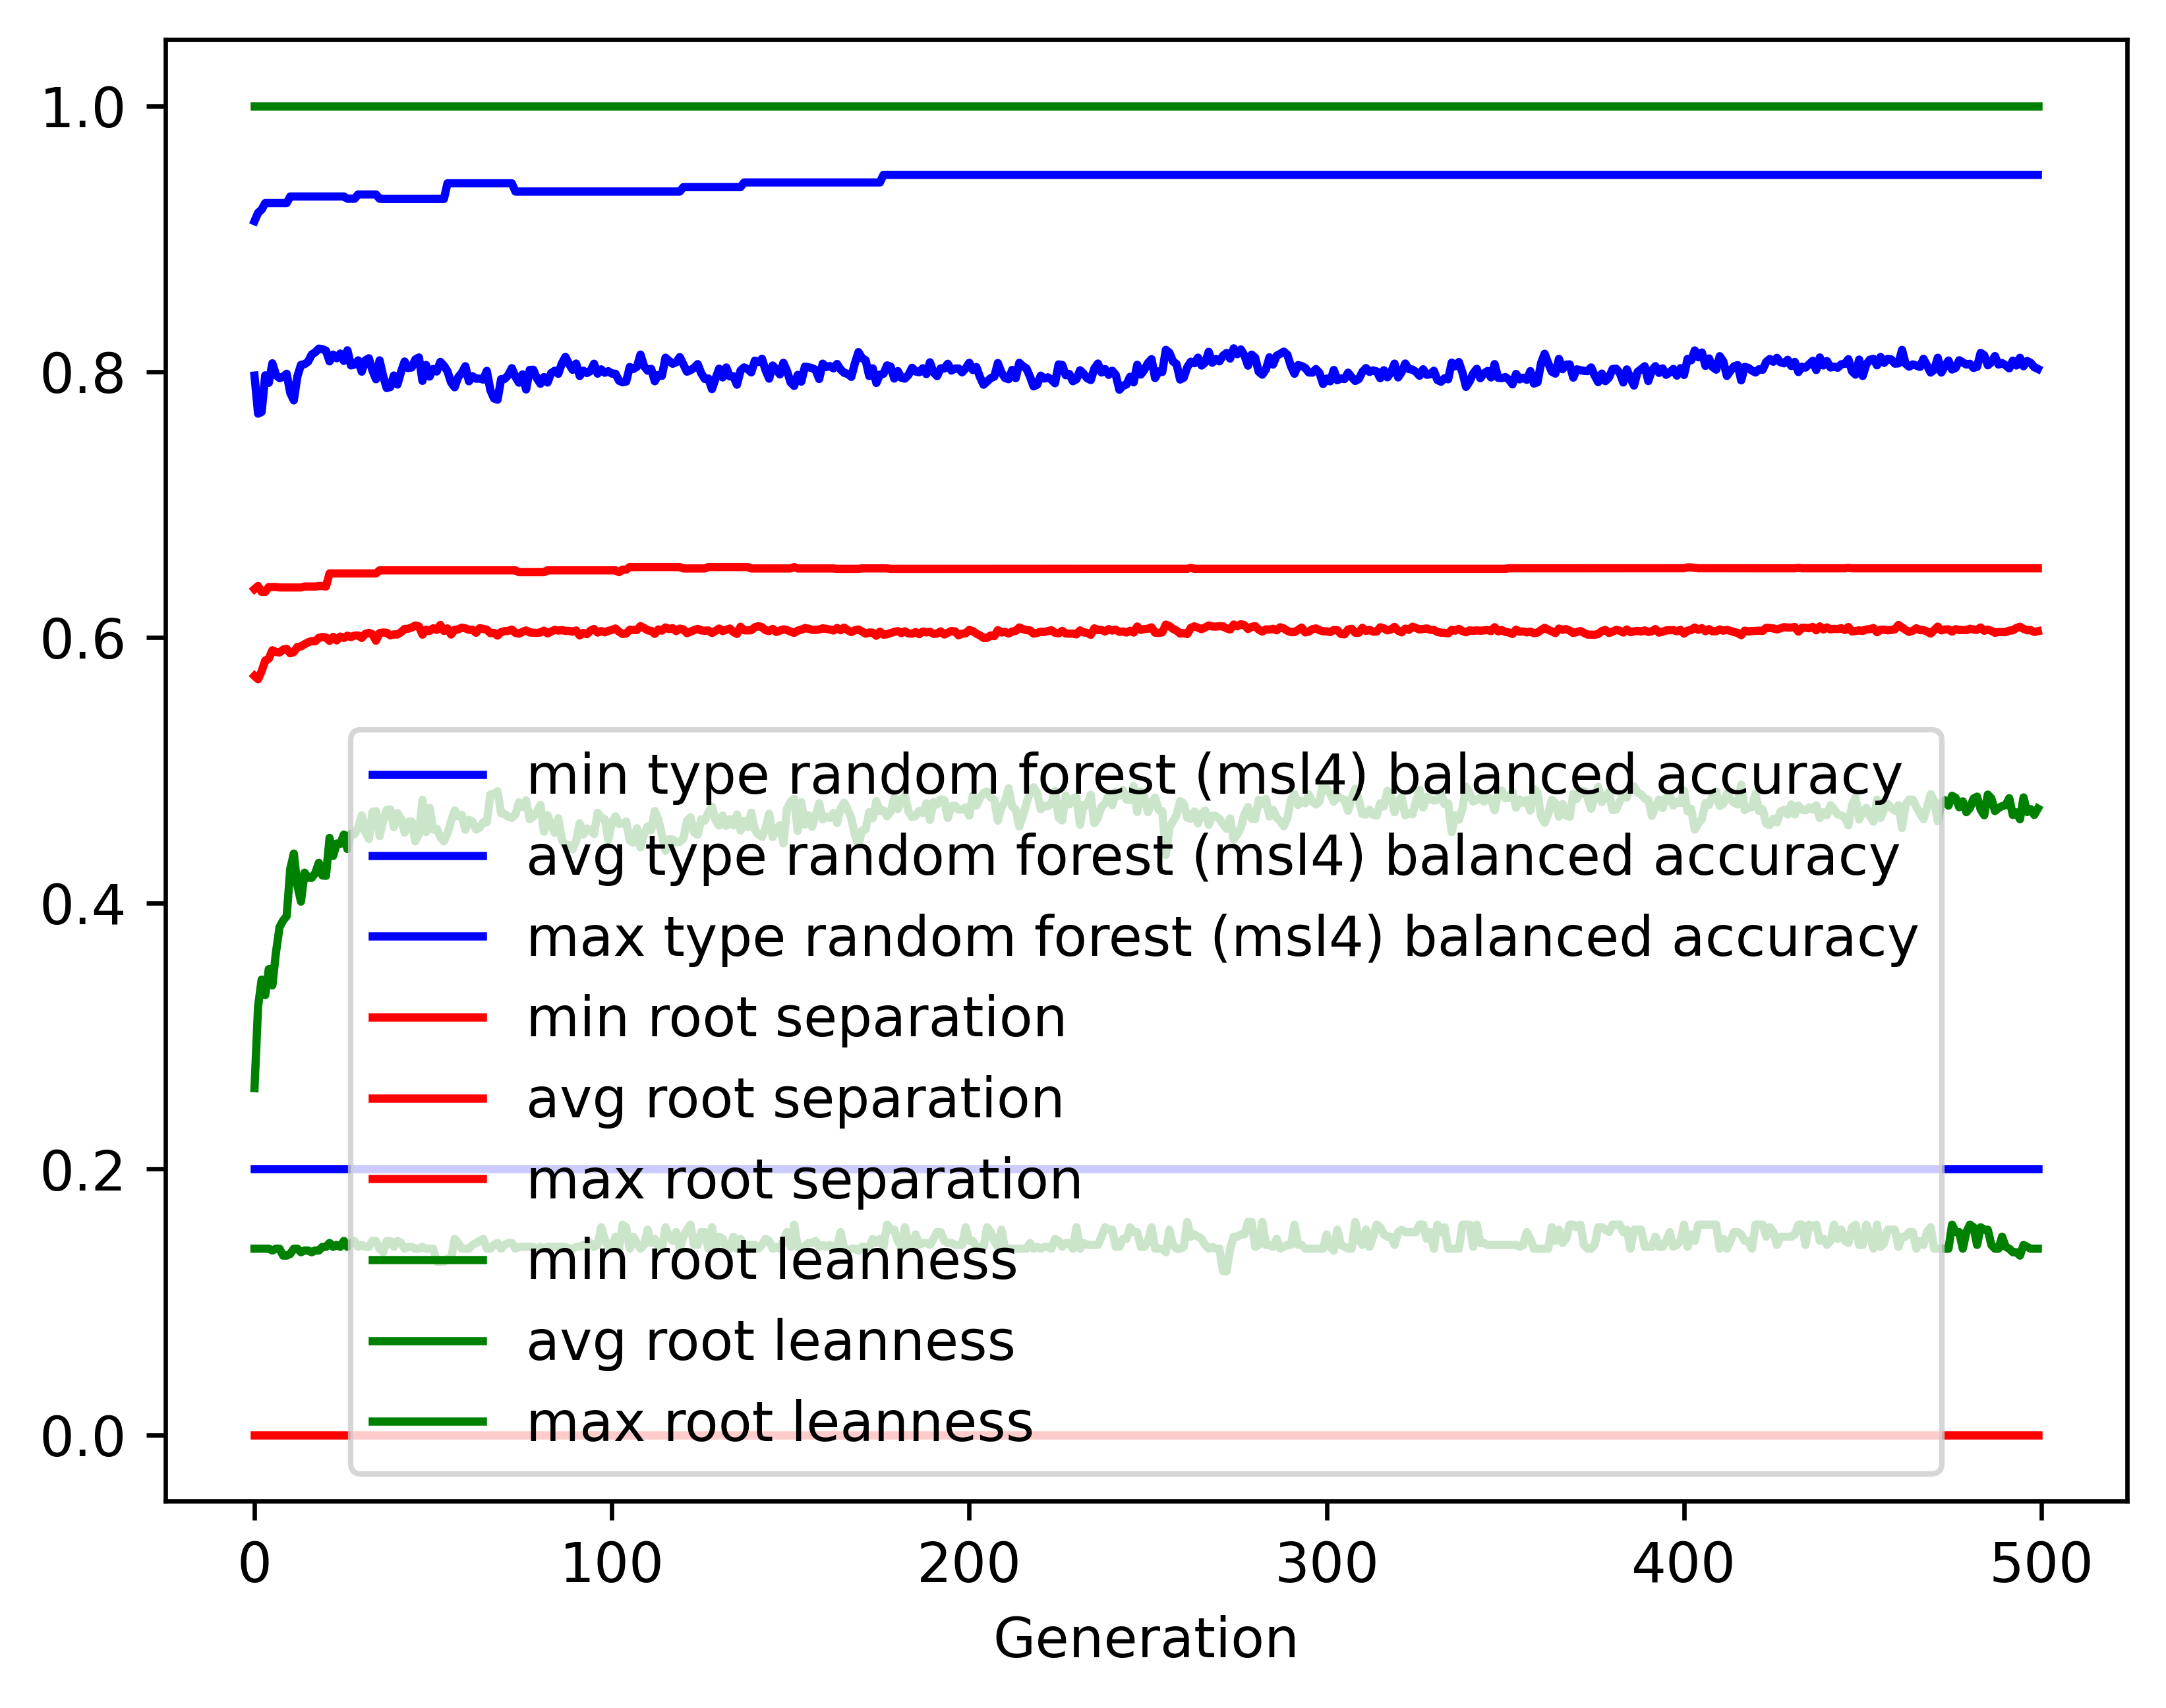 1.0
0.8
0.6
0.4
0.2
0.0
min type random forest (msl4) balanced accuracy
avg type random forest (msl4) balanced accuracy
max type random forest (msl4) balanced accuracy
min root separation
avg root separation
max root separation
min root leanness
avg root leanness
max root leanness
0 100 200 300 400 500
Generation